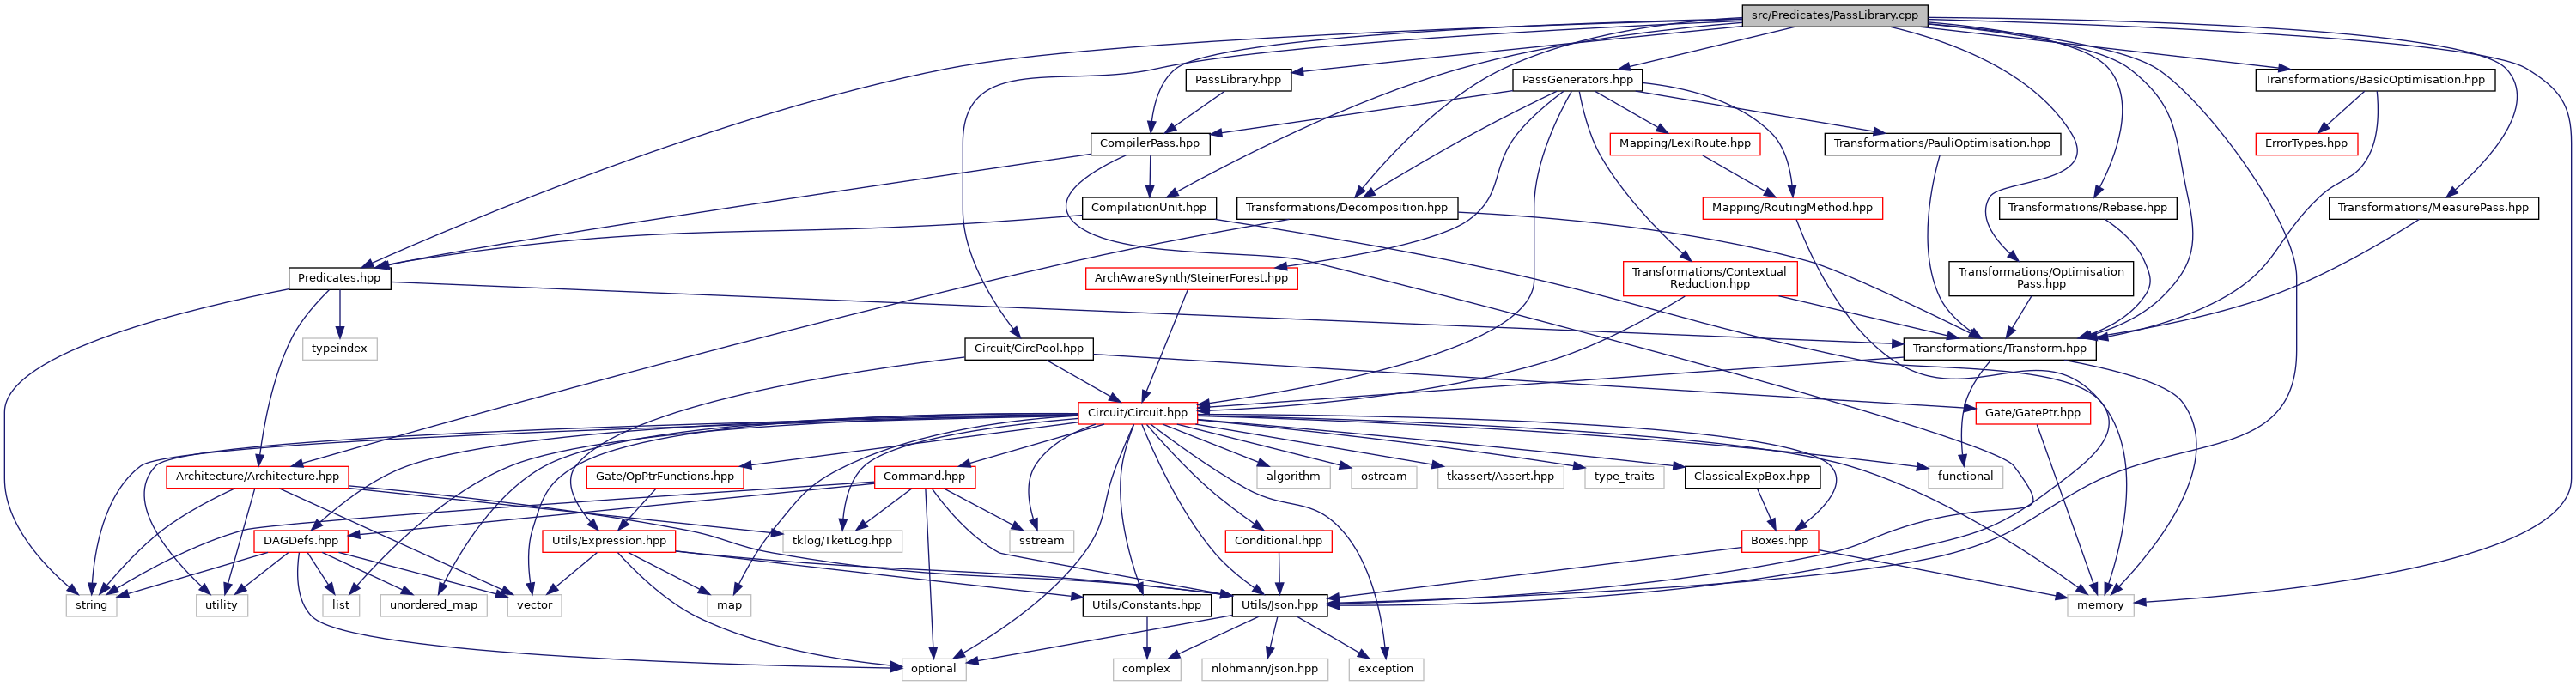 src/Predicates/PassLibrary.cpp
PassLibrary.hpp
PassGenerators.hpp
Transformations/BasicOptimisation.hpp
CompilerPass.hpp
Mapping/LexiRoute.hpp
Transformations/PauliOptimisation.hpp
ErrorTypes.hpp
CompilationUnit.hpp
Transformations/Decomposition.hpp
Mapping/RoutingMethod.hpp
Transformations/Rebase.hpp
Transformations/MeasurePass.hpp
Predicates.hpp
ArchAwareSynth/SteinerForest.hpp
Transformations/Contextual
Reduction.hpp
Transformations/Optimisation
Pass.hpp
typeindex
Circuit/CircPool.hpp
Transformations/Transform.hpp
Circuit/Circuit.hpp
Gate/GatePtr.hpp
Architecture/Architecture.hpp
Gate/OpPtrFunctions.hpp
Command.hpp
algorithm
ostream
tkassert/Assert.hpp
type_traits
ClassicalExpBox.hpp
functional
DAGDefs.hpp
Utils/Expression.hpp
tklog/TketLog.hpp
sstream
Conditional.hpp
Boxes.hpp
string
utility
list
unordered_map
vector
map
Utils/Constants.hpp
Utils/Json.hpp
memory
optional
complex
nlohmann/json.hpp
exception